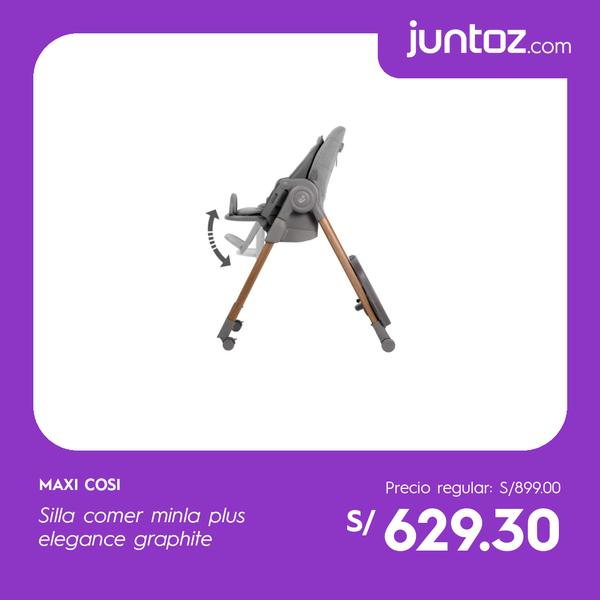 juntoz.com
MAXI COSI
Silla comer minla plus
elegance graphite
Precio regular: S/899.00
S/ 629.30